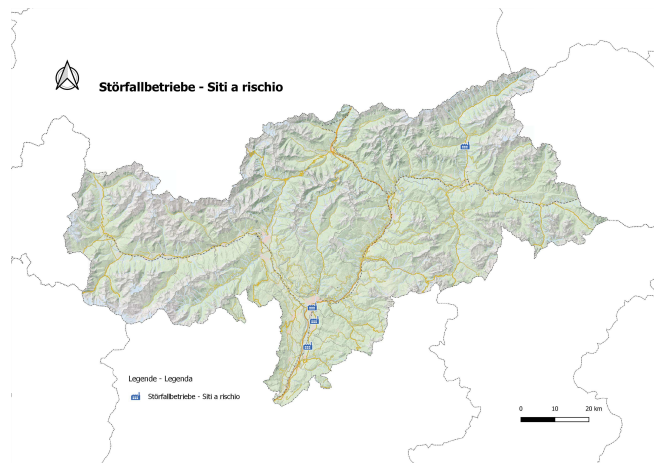 Störfallbetriebe - Siti a rischio
Legende - Legenda
Störfallbetriebe - Siti a rischio
0 10 20 km